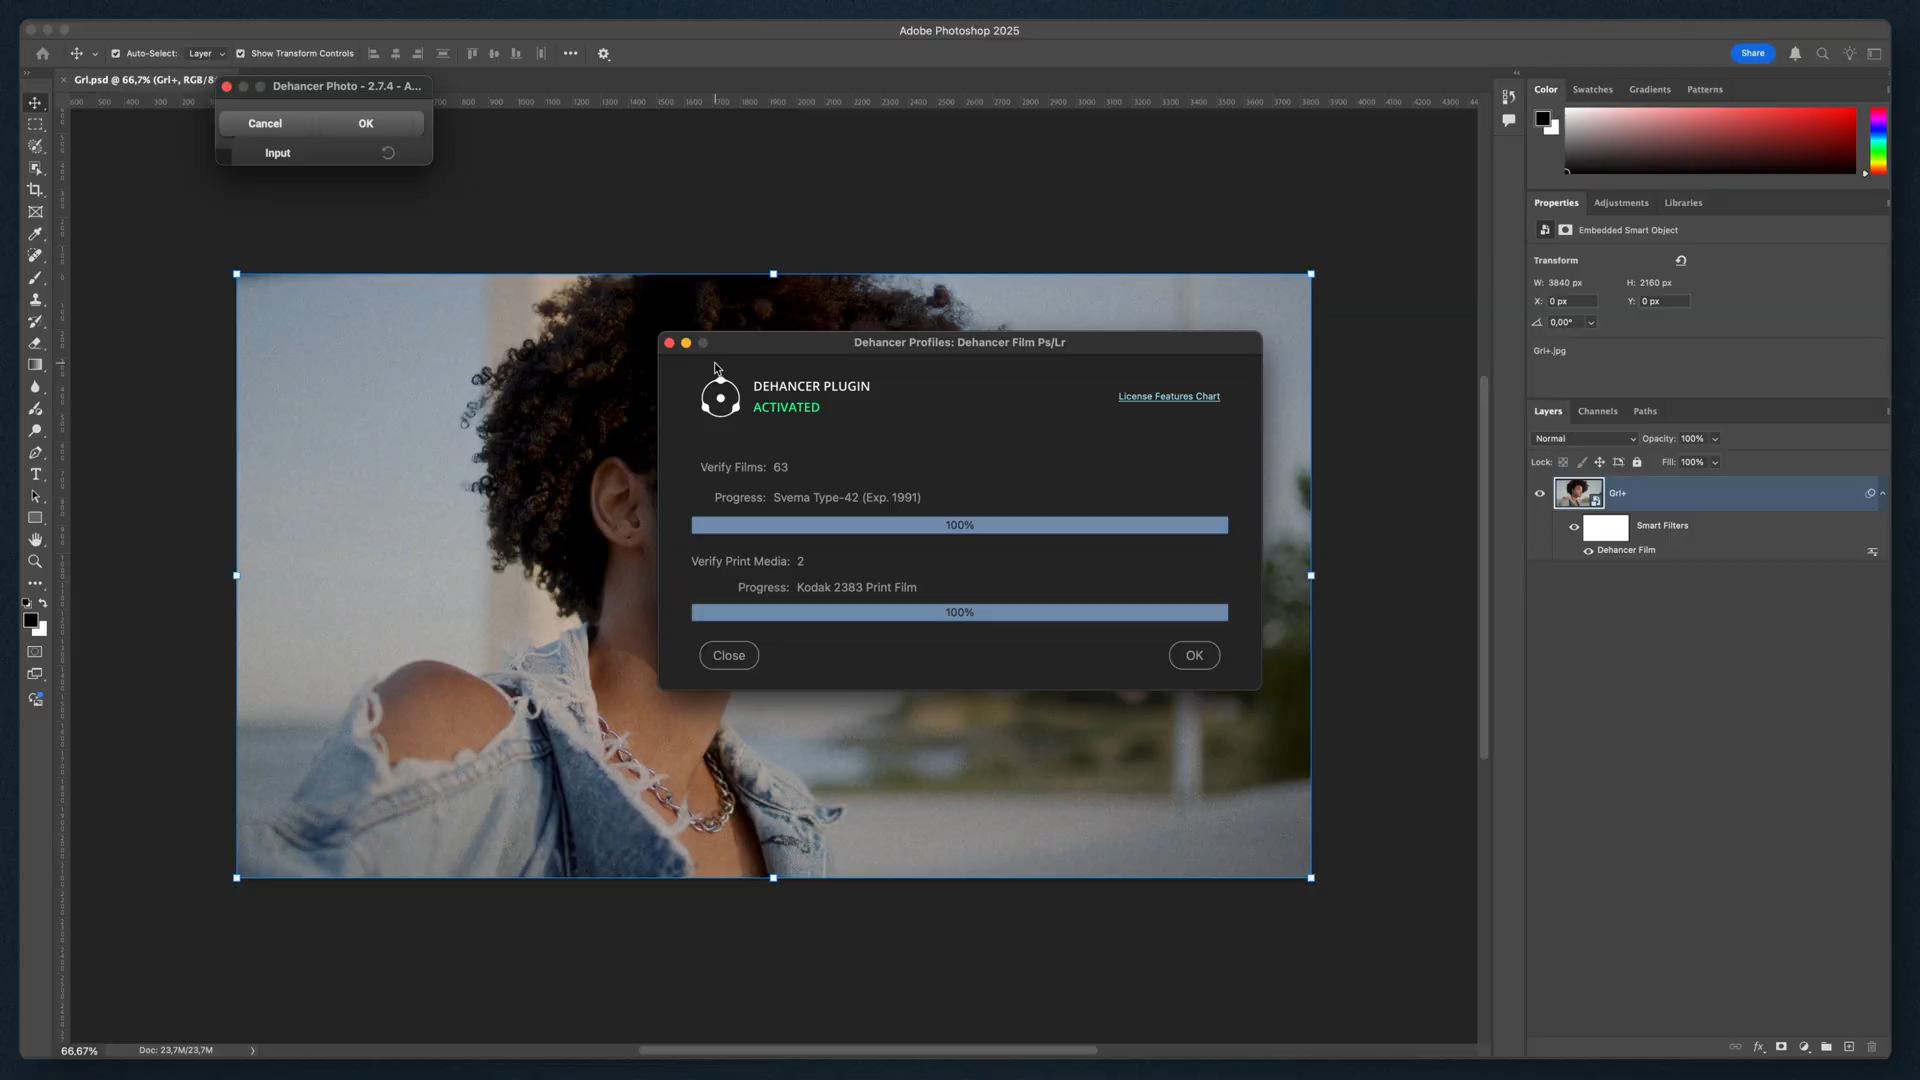 Adobe Photoshop 2025
Auto-Select: Layer Show Transform Controls
Share
Grl.psd @ 66,7% (Grl+, RGB/8
Dehancer Photo - 2.7.4 - A...
Cancel OK
Input
Color Swatches Gradients Patterns
Properties Adjustments Libraries
Embedded Smart Object
Transform
W: 3840 px H: 2160 px
X: 0 px Y: 0 px
0,00°
Grl+.jpg
Layers Channels Paths
Normal Opacity: 100%
Lock: Fill: 100%
Grl+
Smart Filters
Dehancer Film
Dehancer Profiles: Dehancer Film Ps/Lr
DEHANCER PLUGIN
ACTIVATED
License Features Chart
Verify Films: 63
Progress: Svema Type-42 (Exp. 1991)
100%
Verify Print Media: 2
Progress: Kodak 2383 Print Film
100%
Close OK
66,67% Doc: 23,7M/23,7M